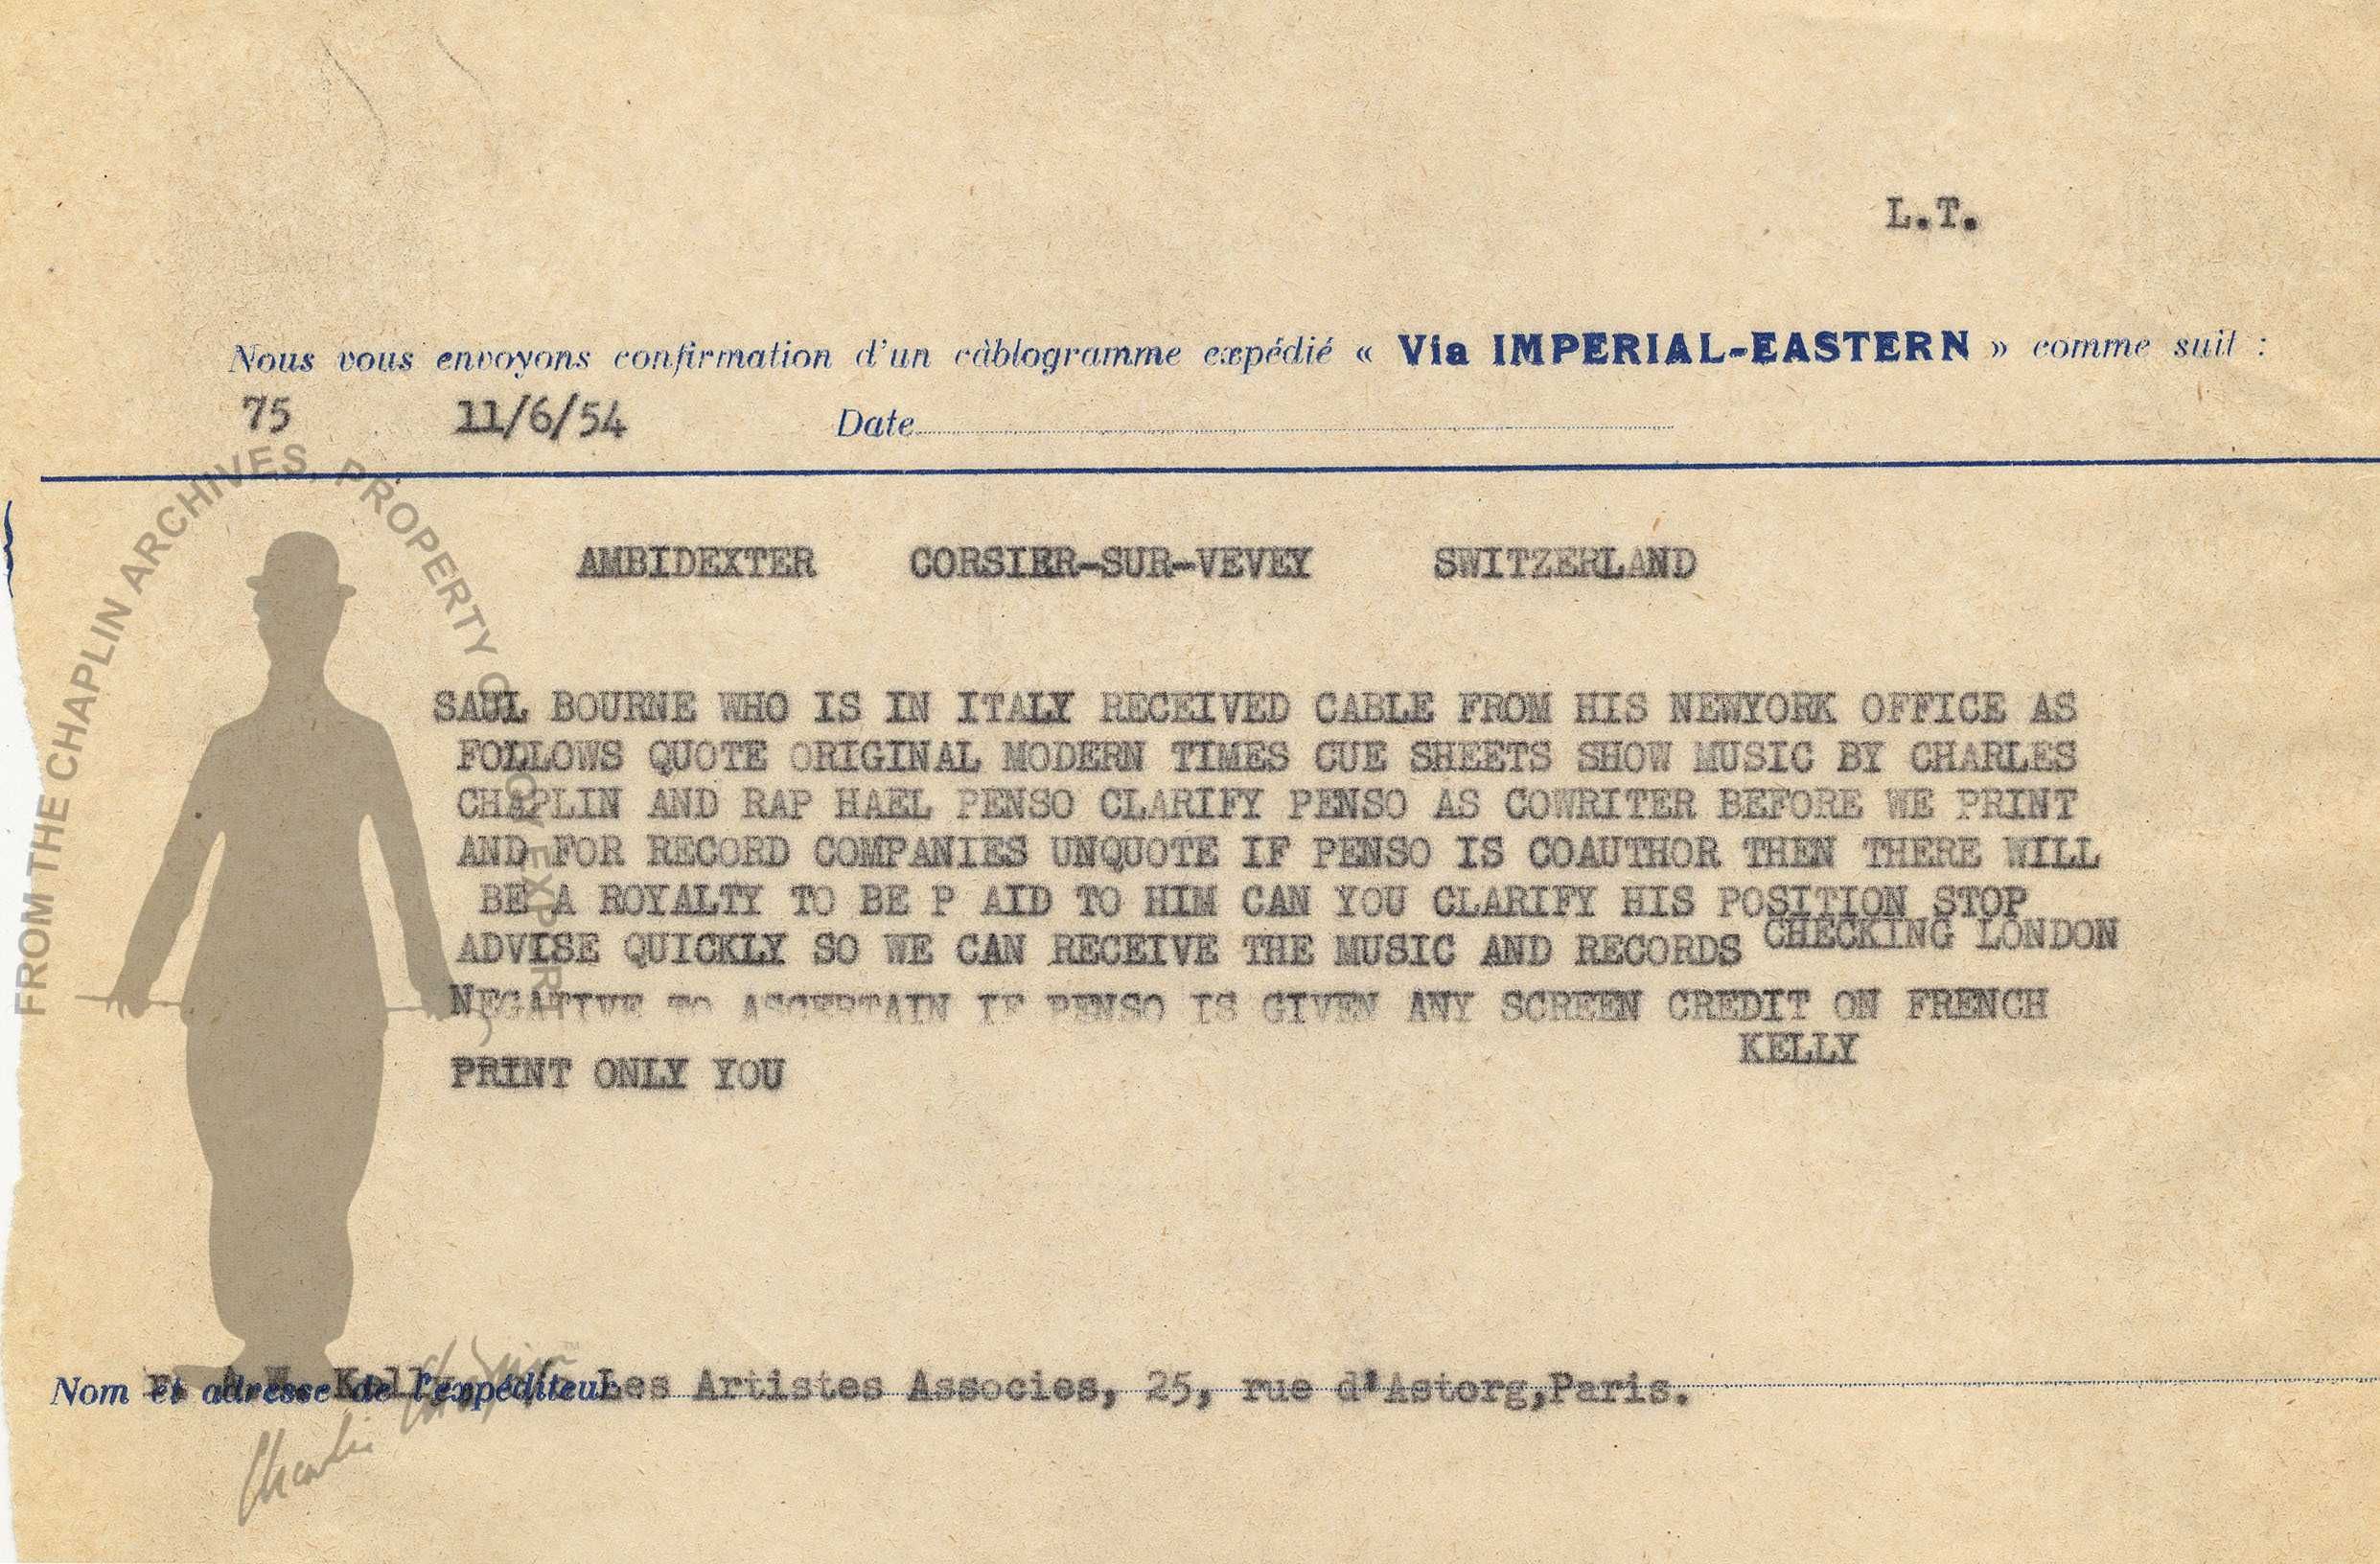 L.T.
Nous vous envoyons confirmation d'un câblogramme expédié « Via IMPERIAL-EASTERN » comme suit :
75 11/6/54 Date
AMBIDEXTER CORSIER-SUR-VEVEY SWITZERLAND
SAUL BOURNE WHO IS IN ITALY RECEIVED CABLE FROM HIS NEWYORK OFFICE AS
FOLLOWS QUOTE ORIGINAL MODERN TIMES CUE SHEETS SHOW MUSIC BY CHARLES
CHAPLIN AND RAP HAEL PENSO CLARIFY PENSO AS COWRITER BEFORE WE PRINT
AND FOR RECORD COMPANIES UNQUOTE IF PENSO IS COAUTHOR THEN THERE WILL
BE A ROYALTY TO BE P AID TO HIM CAN YOU CLARIFY HIS POSITION STOP
ADVISE QUICKLY SO WE CAN RECEIVE THE MUSIC AND RECORDS CHECKING LONDON
NEGATIVE TO ASCERTAIN IF PENSO IS GIVEN ANY SCREEN CREDIT ON FRENCH
KELLY
PRINT ONLY YOU
Nom et adresse de l'expéditeur
Kelly, Les Artistes Associes, 25, rue d'Astorg,Paris.
FROM THE CHAPLIN ARCHIVES, PROPERTY OF ROY EXPORT
Charlie Chaplin